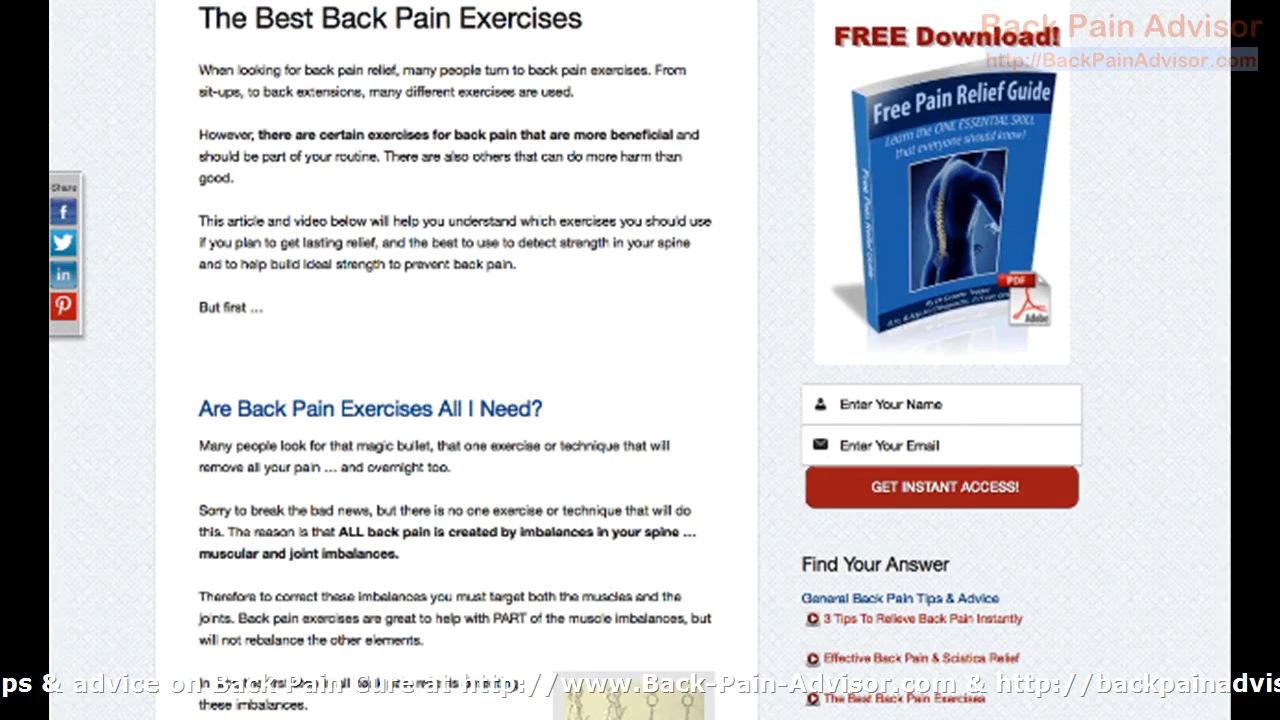 The Best Back Pain Exercises
When looking for back pain relief, many people turn to back pain exercises. From
sit-ups, to back extensions, many different exercises are used.
However, there are certain exercises for back pain that are more beneficial and
should be part of your routine. There are also others that can do more harm than
good.
This article and video below will help you understand which exercises you should use
if you plan to get lasting relief, and the best to use to detect strength in your spine
and to help build ideal strength to prevent back pain.
But first ...
Are Back Pain Exercises All I Need?
Many people look for that magic bullet, that one exercise or technique that will
remove all your pain ... and overnight too.
Sorry to break the bad news, but there is no one exercise or technique that will do
this. The reason is that ALL back pain is created by imbalances in your spine ...
muscular and joint imbalances.
Therefore to correct these imbalances you must target both the muscles and the
joints. Back pain exercises are great to help with PART of the muscle imbalances, but
will not rebalance the other elements.
these imbalances.
Share
Back Pain Advisor
http://BackPainAdvisor.com
FREE Download!
Free Pain Relief Guide
Learn the ONE ESSENTIAL SKILL
that everyone should know!
Free Pain Relief Guide
PDF
Adobe
Enter Your Name
Enter Your Email
GET INSTANT ACCESS!
Find Your Answer
General Back Pain Tips & Advice
3 Tips To Relieve Back Pain Instantly
Effective Back Pain & Sciatica Relief
The Best Back Pain Exercises
ps & advice on Back Pain Cure at http://www.Back-Pain-Advisor.com & http://backpainadvis